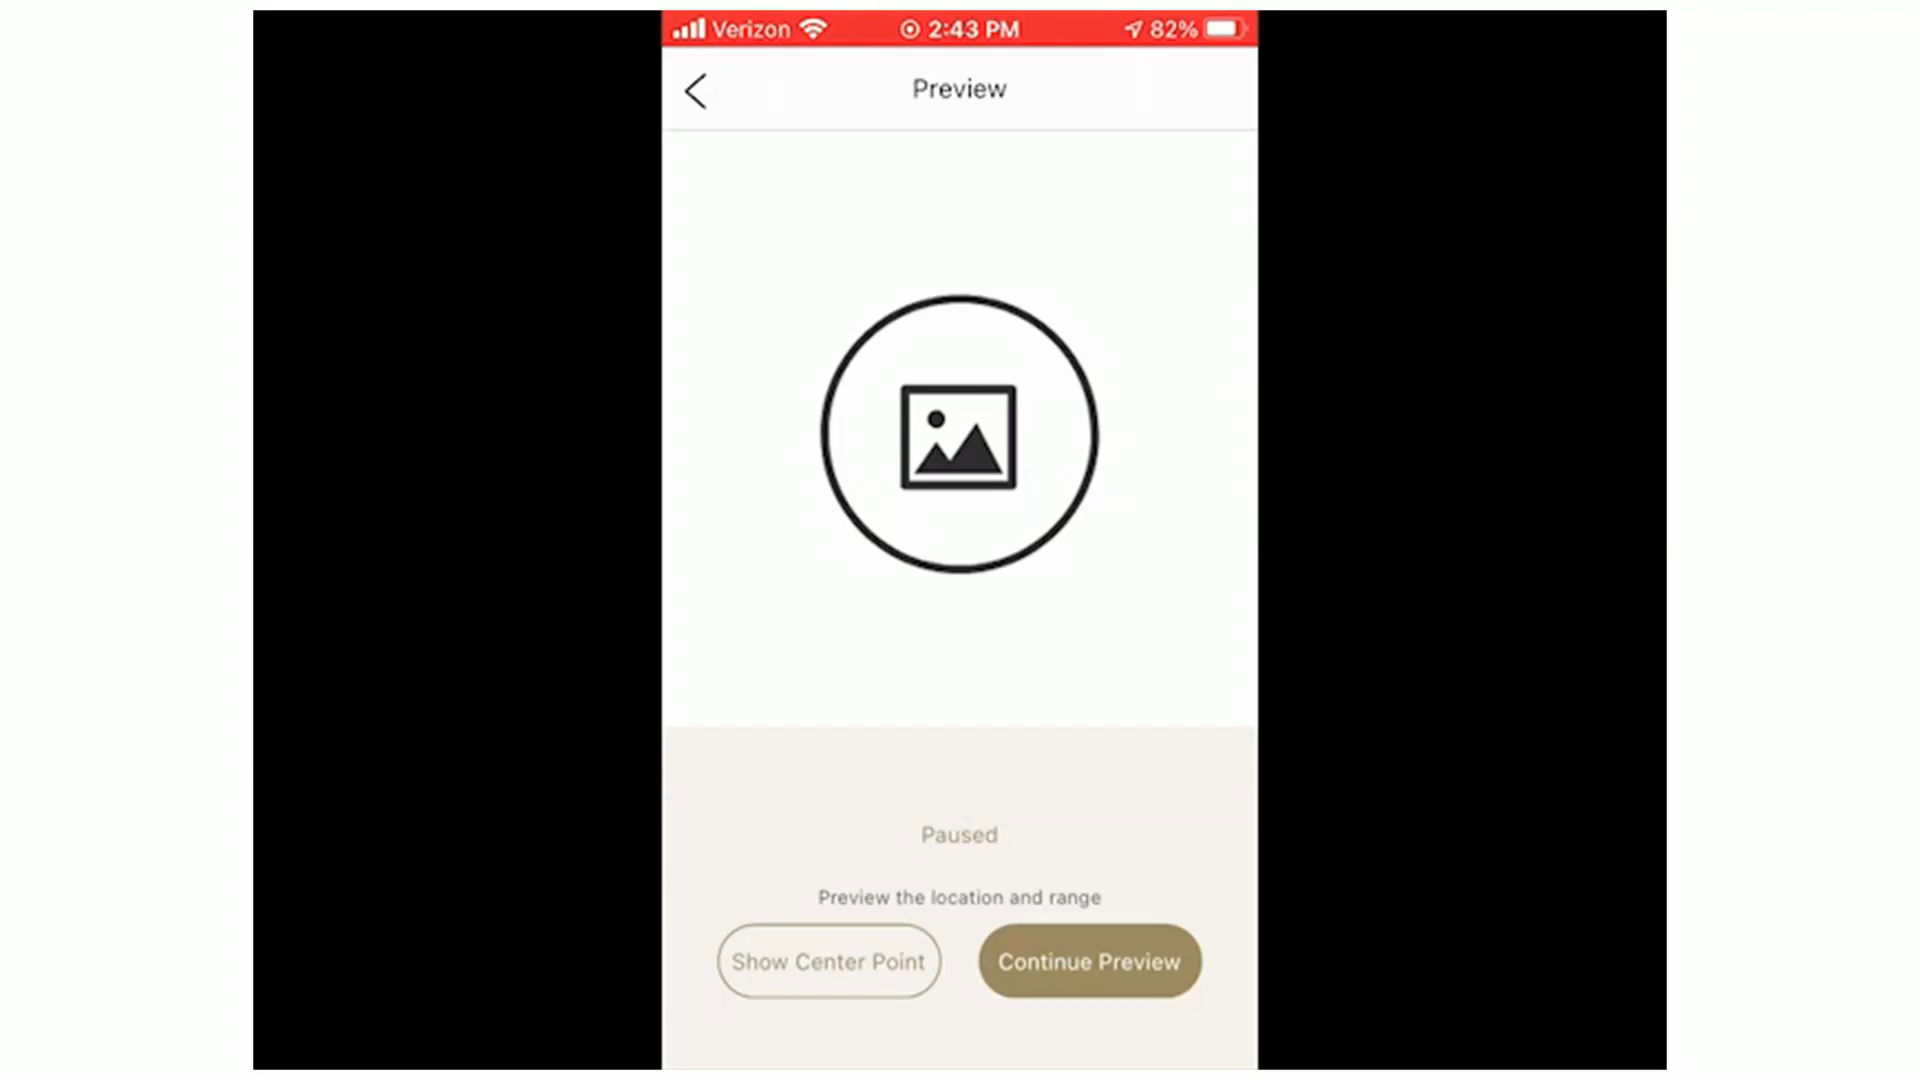 Verizon 2:43 PM 82%
Preview
Paused
Preview the location and range
Show Center Point Continue Preview